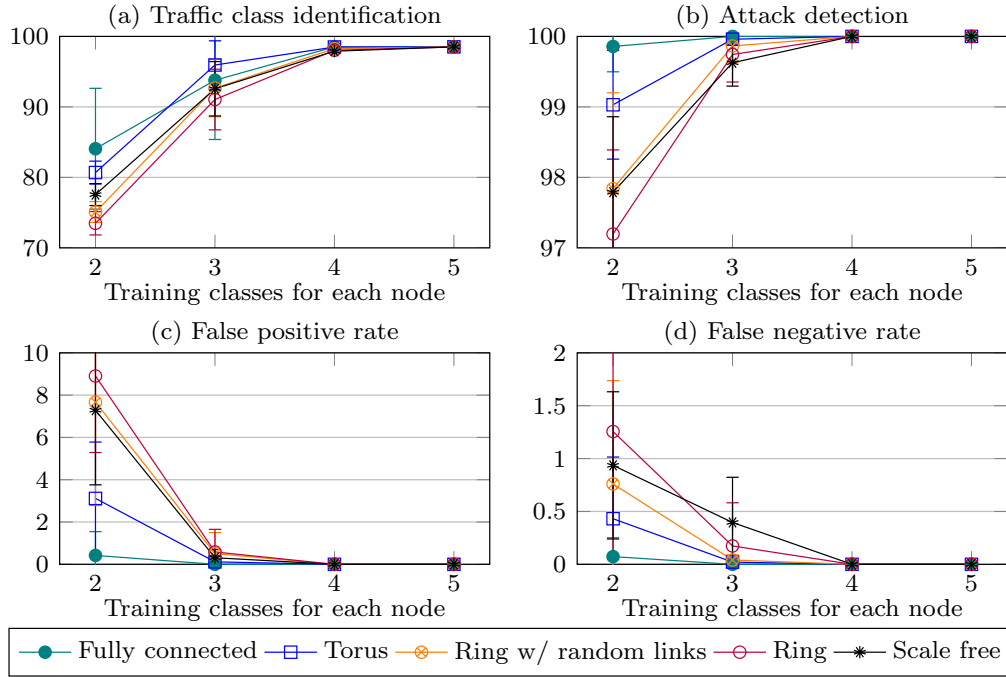 (a) Traffic class identification
100
90
80
70
2 3 4 5
Training classes for each node
(b) Attack detection
100
99
98
97
2 3 4 5
Training classes for each node
(c) False positive rate
10
8
6
4
2
0
2 3 4 5
Training classes for each node
(d) False negative rate
2
1.5
1
0.5
0
2 3 4 5
Training classes for each node
Fully connected Torus Ring w/ random links Ring Scale free